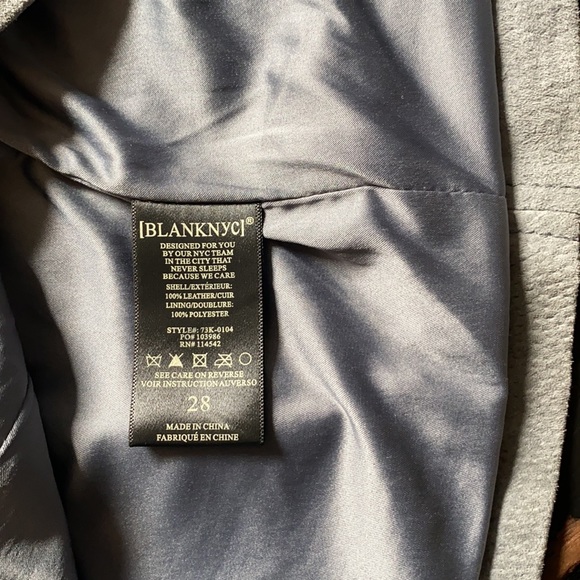 [BLANKNYC]®
DESIGNED FOR YOU
BY OUR NYC TEAM
IN THE CITY THAT
NEVER SLEEPS
BECAUSE WE CARE
SHELL/EXTÉRIEUR:
100% LEATHER/CUIR
LINING/DOUBLURE:
100% POLYESTER
STYLE#: 73K-0104
PO# 103986
RN# 114542
SEE CARE ON REVERSE
VOIR INSTRUCTION AUVERSO
28
MADE IN CHINA
FABRIQUÉ EN CHINE